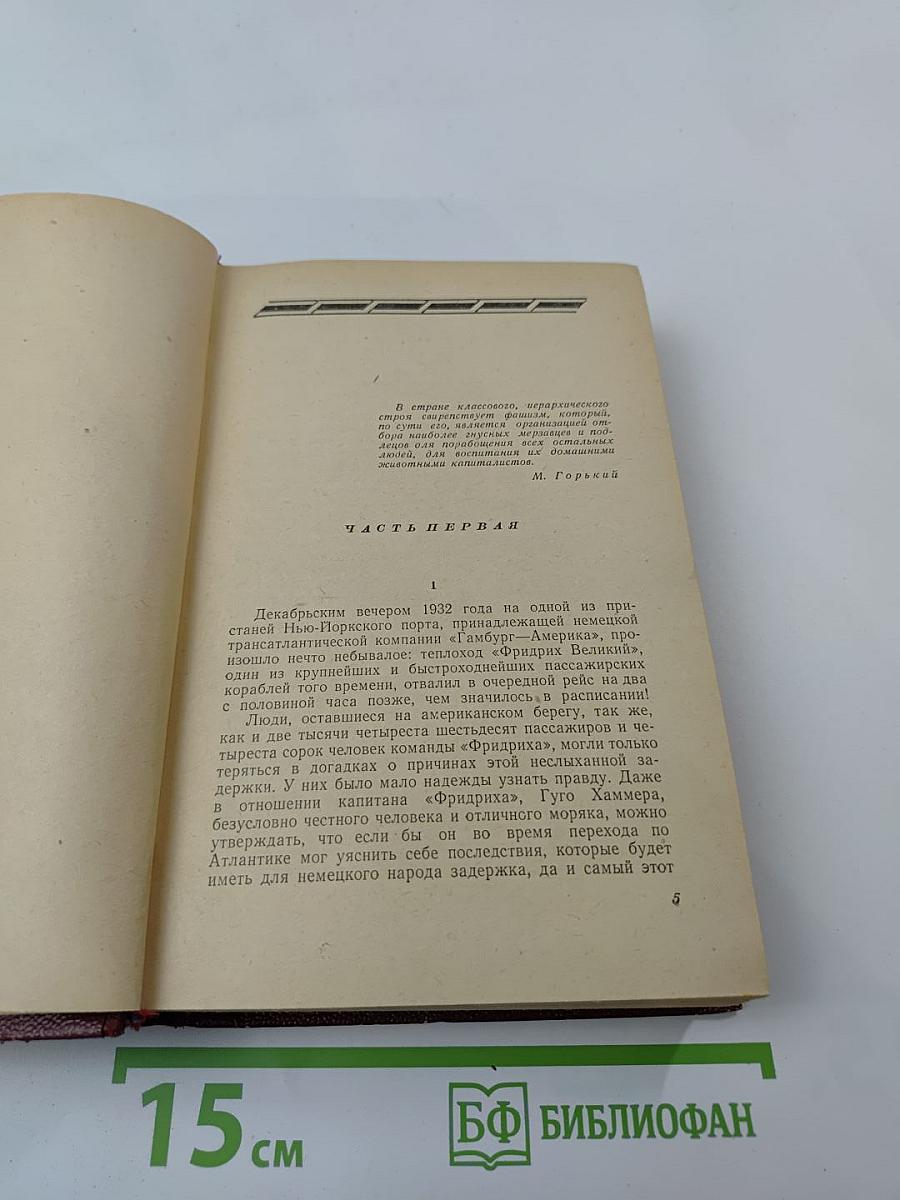 В стране классового, иерархического
строя свирепствует фашизм, который,
по сути его, является организацией от-
бора наиболее гнусных мерзавцев и под-
лецов для порабощения всех остальных
людей, для воспитания их домашними
животными капиталистов.
М. Горький
ЧАСТЬ ПЕРВАЯ
1
Декабрьским вечером 1932 года на одной из при-
станей Нью-Йоркского порта, принадлежащей немецкой
трансатлантической компании «Гамбург—Америка», про-
изошло нечто небывалое: теплоход «Фридрих Великий»,
один из крупнейших и быстроходнейших пассажирских
кораблей того времени, отвалил в очередной рейс на два
с половиной часа позже, чем значилось в расписании!
Люди, оставшиеся на американском берегу, так же,
как и две тысячи четыреста шестьдесят пассажиров и че-
тыреста сорок человек команды «Фридриха», могли только
теряться в догадках о причинах этой неслыханной за-
держки. У них было мало надежды узнать правду. Даже
в отношении капитана «Фридриха», Гуго Хаммера,
безусловно честного человека и отличного моряка, можно
утверждать, что если бы он во время перехода по
Атлантике мог уяснить себе последствия, которые будет
иметь для немецкого народа задержка, да и самый этот
5
15 см
БФ БИБЛИОФАН